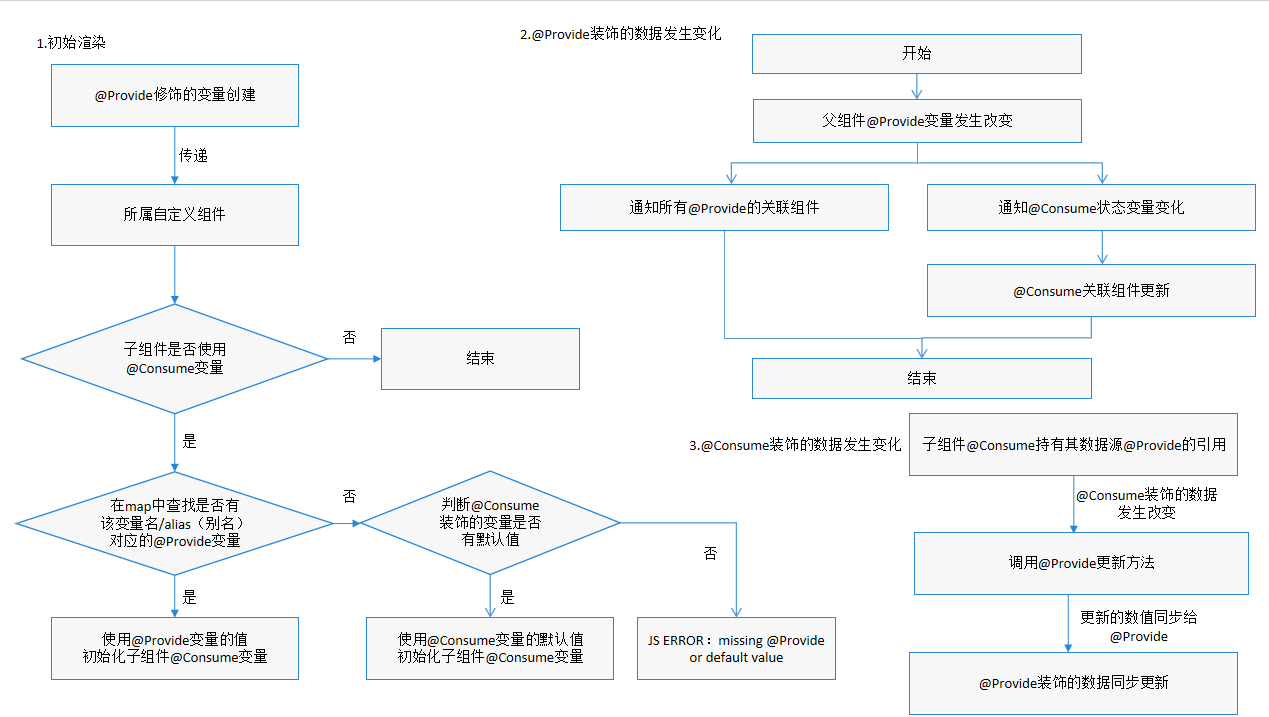 1.初始渲染
@Provide修饰的变量创建
传递
所属自定义组件
子组件是否使用
@Consume变量
否
结束
是
在map中查找是否有
该变量名/alias（别名）
对应的@Provide变量
否
判断@Consume
装饰的变量是否
有默认值
否
是
是
使用@Provide变量的值
初始化子组件@Consume变量
使用@Consume变量的默认值
初始化子组件@Consume变量
JS ERROR：missing @Provide
or default value
2.@Provide装饰的数据发生变化
开始
父组件@Provide变量发生改变
通知所有@Provide的关联组件
通知@Consume状态变量变化
@Consume关联组件更新
结束
3.@Consume装饰的数据发生变化
子组件@Consume持有其数据源@Provide的引用
@Consume装饰的数据
发生改变
调用@Provide更新方法
更新的数值同步给
@Provide
@Provide装饰的数据同步更新